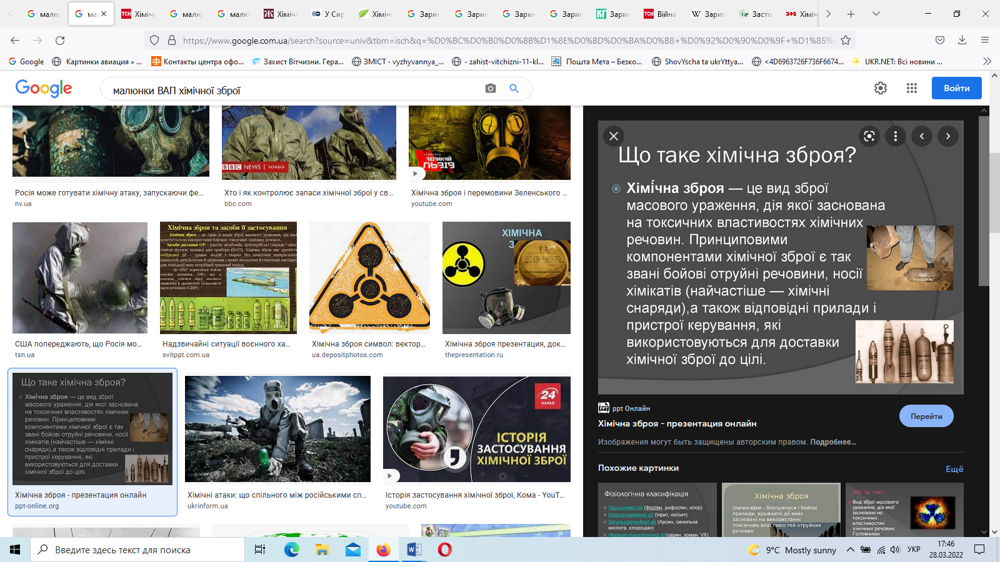 малю
мал
Хіміч
малю
малю
Хіміч
У Сир
Хіміч
Зарин
Зарин
Зарин
Зарин
Зарин
Війна
Зарин
Засто
Хіміч
https://www.google.com.ua/search?source=univ&tbm=isch&q=%D0%BC%D0%B0%D0%BB%D1%8E%D0%BD%D0%BA%D0%B8+%D0%92%D0%90%D0%9F+%D1%85%
Google
Картинки авиация » ...
Контакты центра офо...
Захист Вітчизни. Гера...
ЗМІСТ - vyzhyvannya_...
- zahist-vitchizni-11-kl...
Пошта Мета – Безко...
ShovYscha ta ukrYttya...
<4D6963726F736F6674...
UKR.NET: Всі новини ...
Google
малюнки ВАП хімічної зброї
Войти
BBC NEWS УКРАЇНА
ВЕЛИКИЙ
ЛЬВІВ
Росія може готувати хімічну атаку, запускаючи фе...
nv.ua
Хто і як контролює запаси хімічної зброї у св...
bbc.com
Хімічна зброя і перемовини Зеленського ...
youtube.com
Хімічна зброя та засоби її застосування
ХІМІЧНА
США попереджають, що Росія мо...
tsn.ua
Надзвичайні ситуації воєнного ха...
svitppt.com.ua
Хімічна зброя символ: вектор...
ua.depositphotos.com
Хімічна зброя презентация, док...
thepresentation.ru
Що таке хімічна зброя?
Хімі́чна зброя — це вид зброї
масового ураження, дія якої заснована
на токсичних властивостях хімічних
речовин. Принциповими
компонентами хімічної зброї є так
звані бойові отруйні речовини, носії
хімікатів (найчастіше — хімічні
снаряди),а також відповідні прилади і
пристрої керування, які
використовуються для доставки
хімічної зброї до цілі.
24
КАНАЛ
ІСТОРІЯ
ЗАСТОСУВАННЯ
ХІМІЧНОЇ ЗБРОЇ
Хімічна зброя - презентация онлайн
ppt-online.org
Хімічні атаки: що спільного між російськими сп...
ukrinform.ua
Історія застосування хімічної зброї, Кома - YouT...
youtube.com
Що таке хімічна зброя?
Хімі́чна зброя — це вид зброї
масового ураження, дія якої заснована
на токсичних властивостях хімічних
речовин. Принциповими
компонентами хімічної зброї є так
звані бойові отруйні речовини, носії
хімікатів (найчастіше — хімічні
снаряди),а також відповідні прилади і
пристрої керування, які
використовуються для доставки
хімічної зброї до цілі.
ppt Онлайн
Хімічна зброя - презентация онлайн
Перейти
Изображения могут быть защищены авторским правом. Подробнее...
Похожие картинки
Ещё
Фізіологічна класифікація
Задушливої дії (Фосген, дифосген, хлор)
Шкірно-наривної дії (Іприт, люїзит)
Загальноотруйної дії (Арсин, синильна
кислота, хлороціан)
Нервово-паралітичної дії(зарин, зоман, VX)
Хімічна зброя
Хімічна зброя - боєприпаси і бойові
прилади, вражаючі дії яких
засновані на використанні
токсичних властивостей отруйних
речовин
Що це таке?
Вид зброї масового
ураження, дія якої
заснована на
токсичних
властивостях
хімічних речовин.
Головними
Введите здесь текст для поиска
9°C Mostly sunny
УКР
17:46
28.03.2022